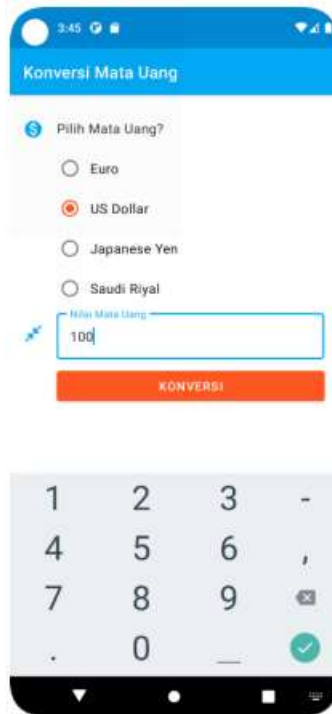 3:45
Konversi Mata Uang
Pilih Mata Uang?
Euro
US Dollar
Japanese Yen
Saudi Riyal
Nilai Mata Uang
100
KONVERSI
1 2 3 -
4 5 6 ,
7 8 9
. 0 _